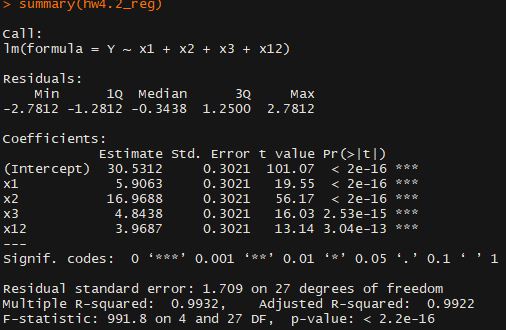 > summary(hw4.2_reg)

Call:
lm(formula = Y ~ x1 + x2 + x3 + x12)

Residuals:
    Min      1Q  Median      3Q     Max
-2.7812 -1.2812 -0.3438  1.2500  2.7812

Coefficients:
            Estimate Std. Error t value Pr(>|t|)
(Intercept)  30.5312     0.3021  101.07  < 2e-16 ***
x1            5.9063     0.3021   19.55  < 2e-16 ***
x2           16.9688     0.3021   56.17  < 2e-16 ***
x3            4.8438     0.3021   16.03 2.53e-15 ***
x12           3.9687     0.3021   13.14 3.04e-13 ***
---
Signif. codes:  0 ‘***’ 0.001 ‘**’ 0.01 ‘*’ 0.05 ‘.’ 0.1 ‘ ’ 1

Residual standard error: 1.709 on 27 degrees of freedom
Multiple R-squared:  0.9932,    Adjusted R-squared:  0.9922
F-statistic: 991.8 on 4 and 27 DF,  p-value: < 2.2e-16